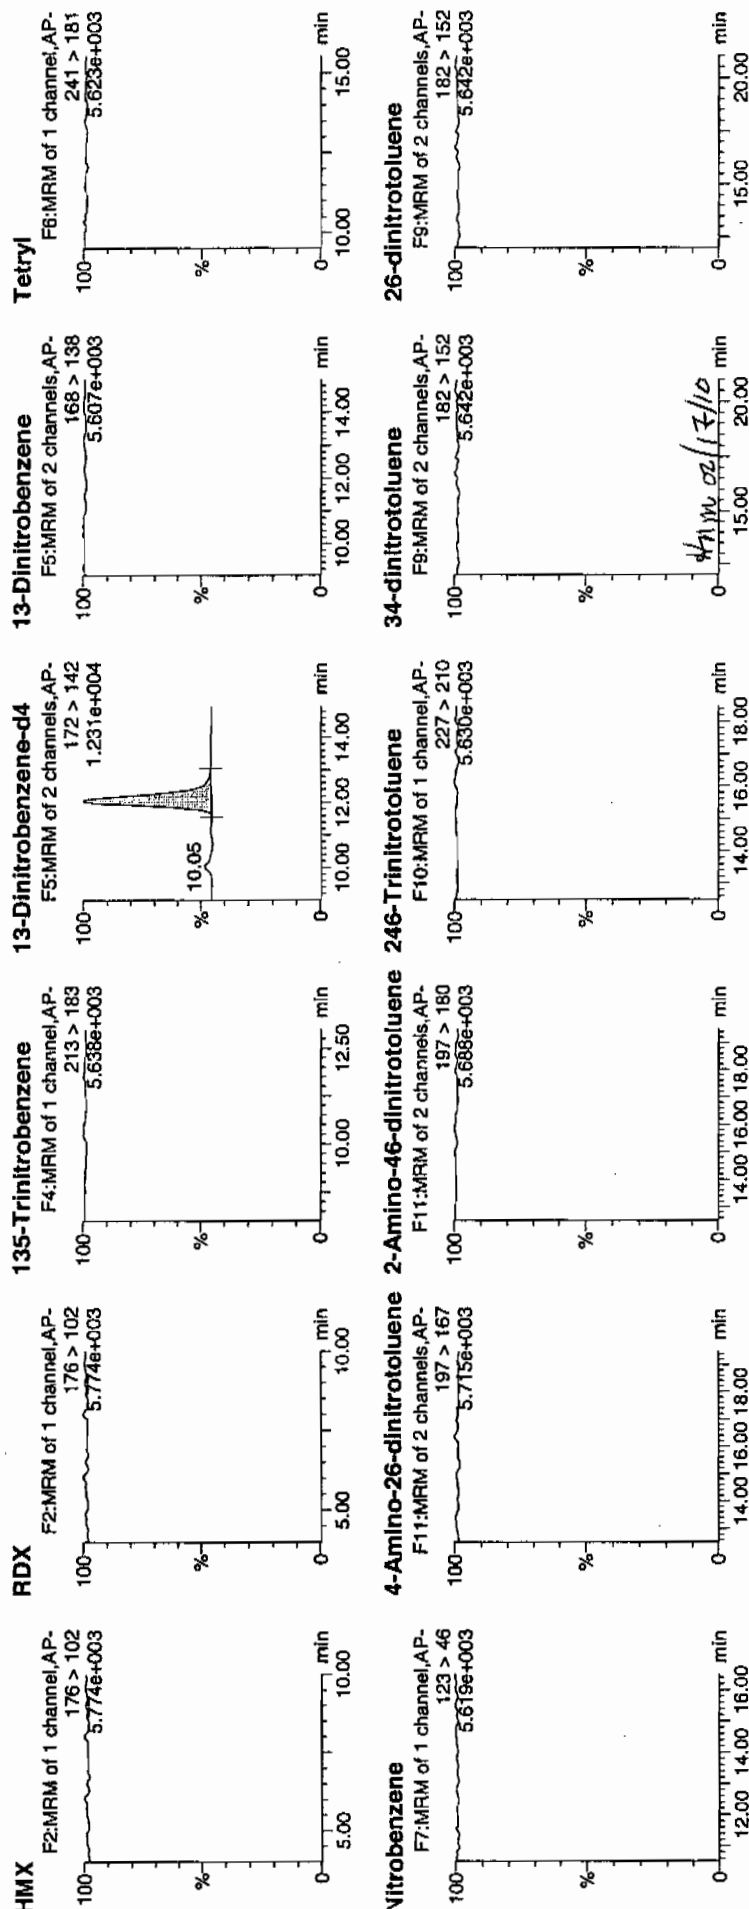 HMX
F2:MRM of 1 channel,AP-
176 > 102
5.774e+003
100
%
0
5.00 10.00 min
RDX
F2:MRM of 1 channel,AP-
176 > 102
5.774e+003
100
%
0
5.00 10.00 min
135-Trinitrobenzene
F4:MRM of 1 channel,AP-
213 > 183
5.638e+003
100
%
0
10.00 12.50 min
13-Dinitrobenzene-d4
F5:MRM of 2 channels,AP-
172 > 142
1.231e+004
100
10.05
%
0
10.00 12.00 14.00 min
13-Dinitrobenzene
F5:MRM of 2 channels,AP-
168 > 138
5.607e+003
100
%
0
10.00 12.00 14.00 min
Tetryl
F6:MRM of 1 channel,AP-
241 > 181
5.623e+003
100
%
0
10.00 15.00 min
Nitrobenzene
F7:MRM of 1 channel,AP-
123 > 46
5.619e+003
100
%
0
12.00 14.00 16.00 min
4-Amino-26-dinitrotoluene
F11:MRM of 2 channels,AP-
197 > 167
5.715e+003
100
%
0
14.00 16.00 18.00 min
2-Amino-46-dinitrotoluene
F11:MRM of 2 channels,AP-
197 > 180
5.688e+003
100
%
0
14.00 16.00 18.00 min
246-Trinitrotoluene
F10:MRM of 1 channel,AP-
227 > 210
5.630e+003
100
%
0
14.00 16.00 18.00 min
34-dinitrotoluene
F9:MRM of 2 channels,AP-
182 > 152
5.642e+003
100
%
02/17/10
0
15.00 20.00 min
26-dinitrotoluene
F9:MRM of 2 channels,AP-
182 > 152
5.642e+003
100
%
0
15.00 20.00 min